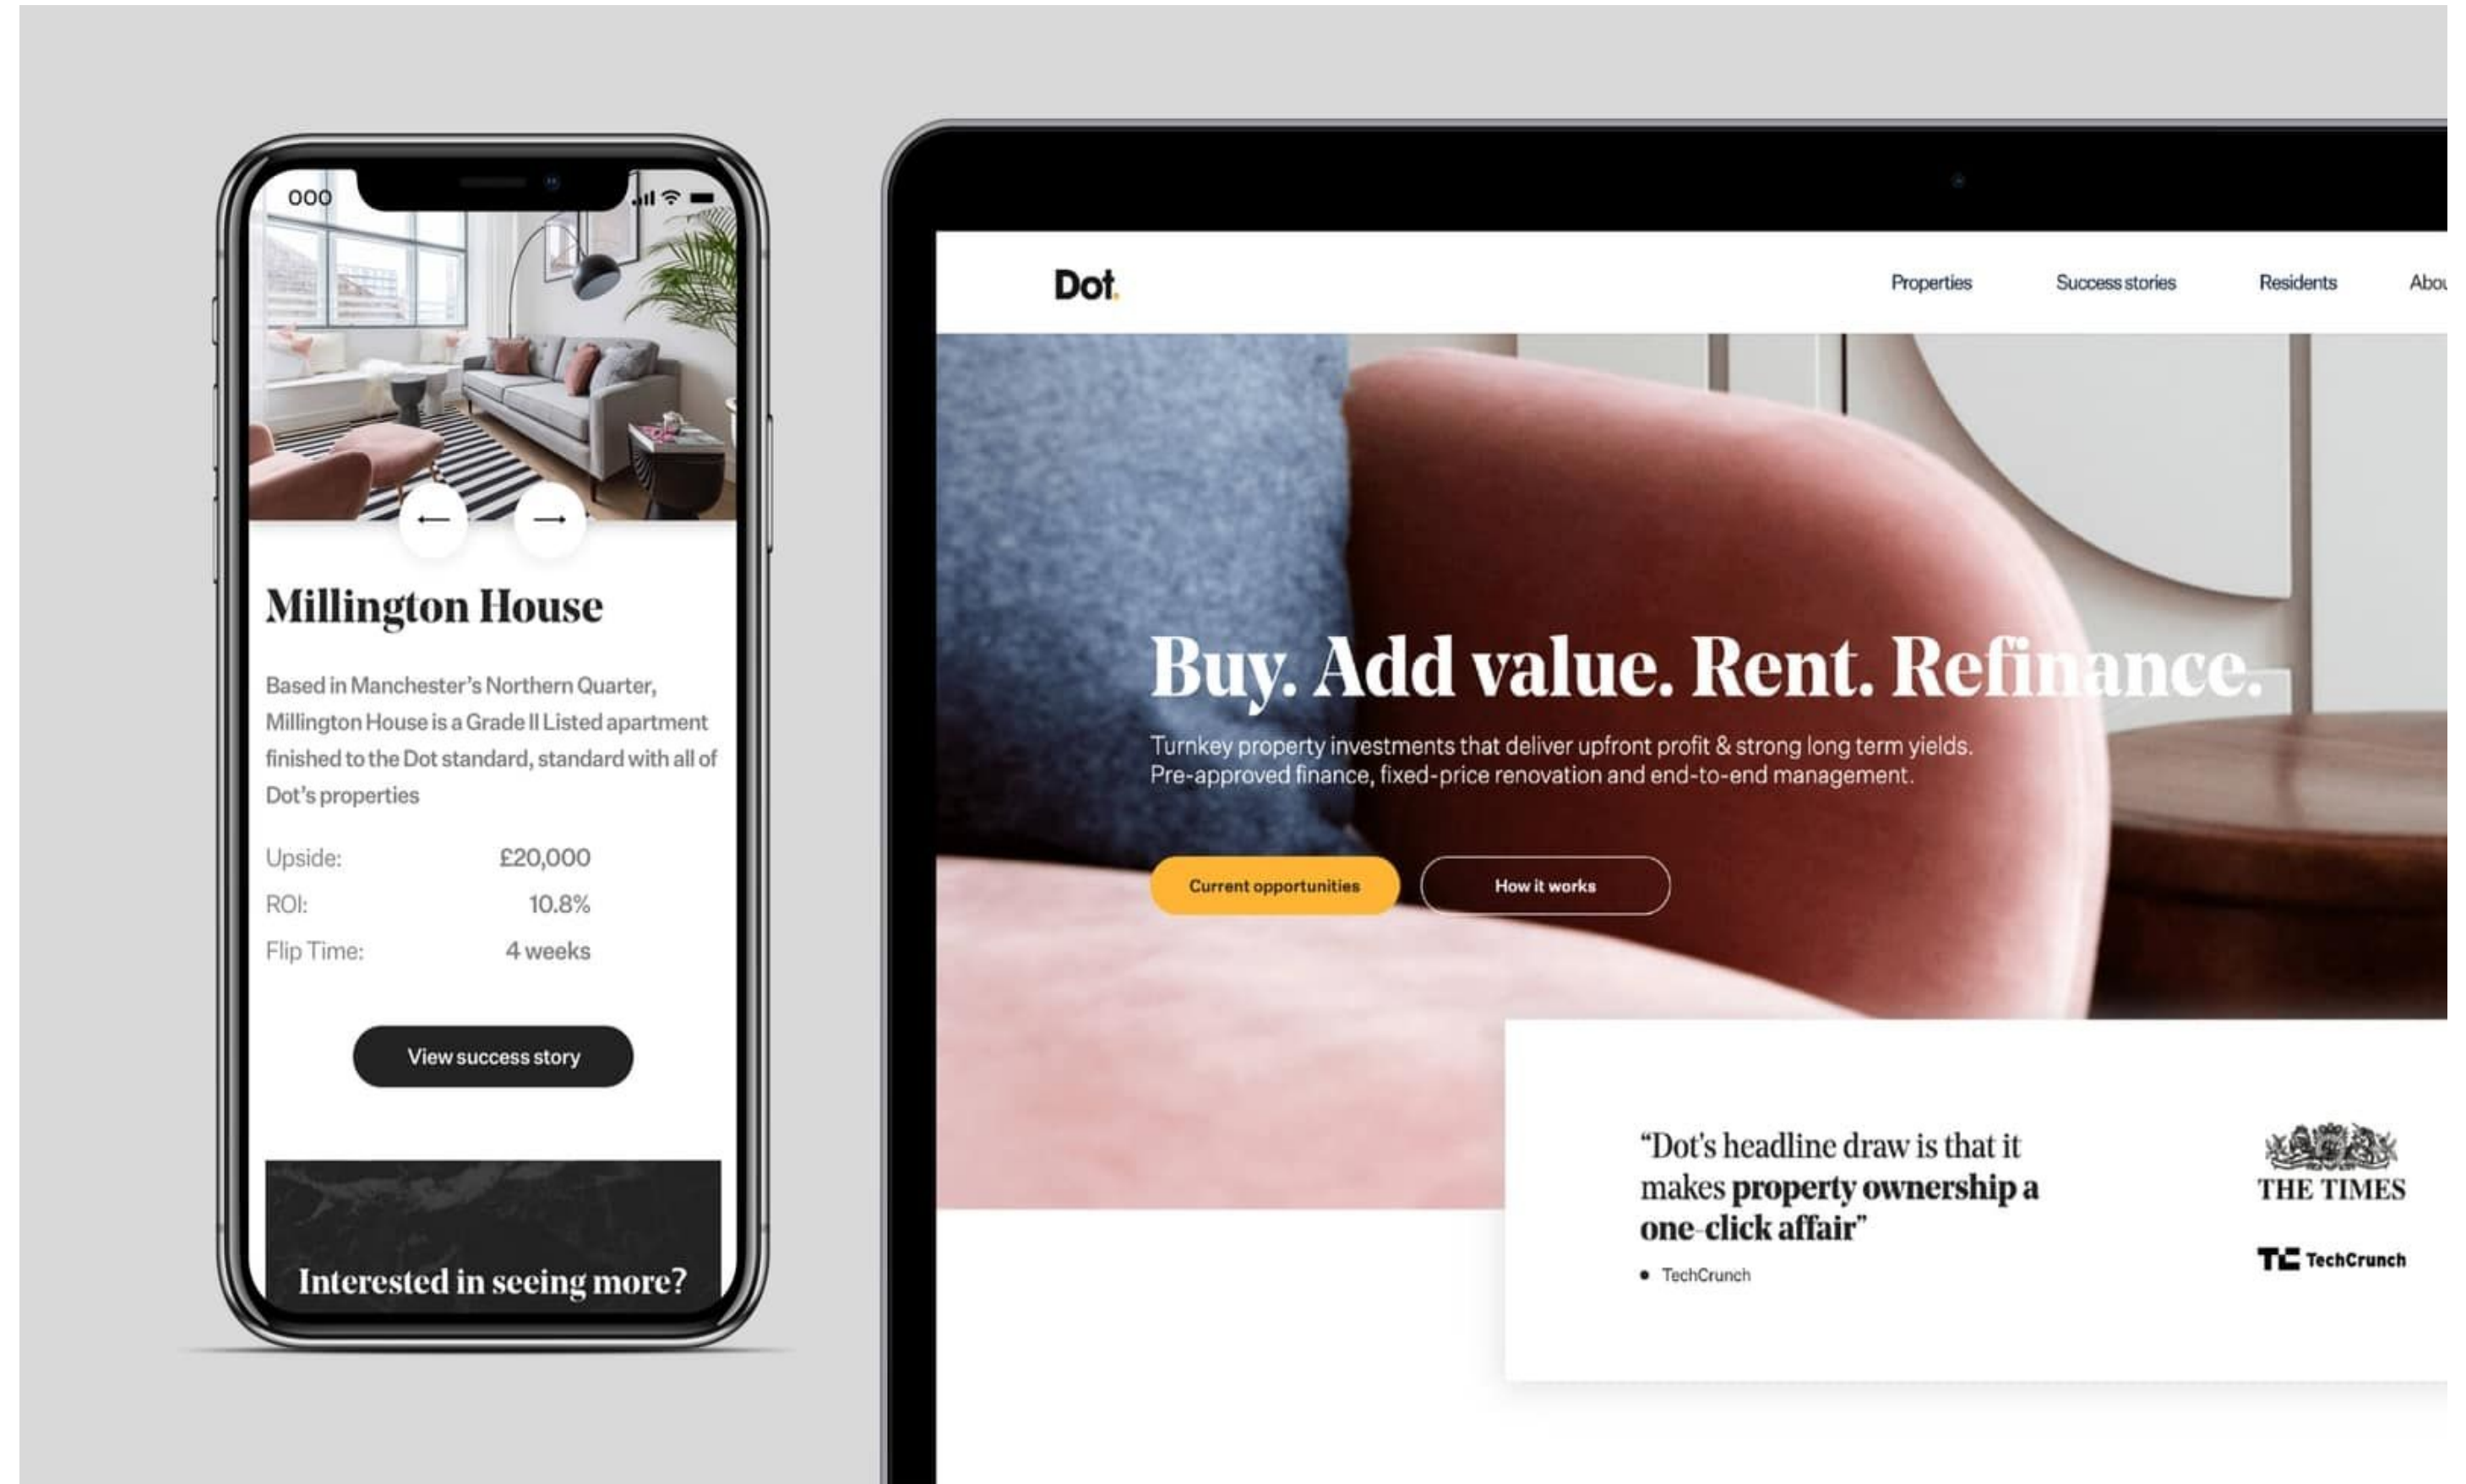 000
Millington House
Based in Manchester’s Northern Quarter,
Millington House is a Grade II Listed apartment
finished to the Dot standard, standard with all of
Dot’s properties
Upside: £20,000
ROI: 10.8%
Flip Time: 4 weeks
View success story
Interested in seeing more?
Dot.
Properties Success stories Residents Abou
Buy. Add value. Rent. Refinance.
Turnkey property investments that deliver upfront profit & strong long term yields.
Pre-approved finance, fixed-price renovation and end-to-end management.
Current opportunities How it works
“Dot’s headline draw is that it
makes property ownership a
one-click affair”
• TechCrunch
THE TIMES
TC TechCrunch